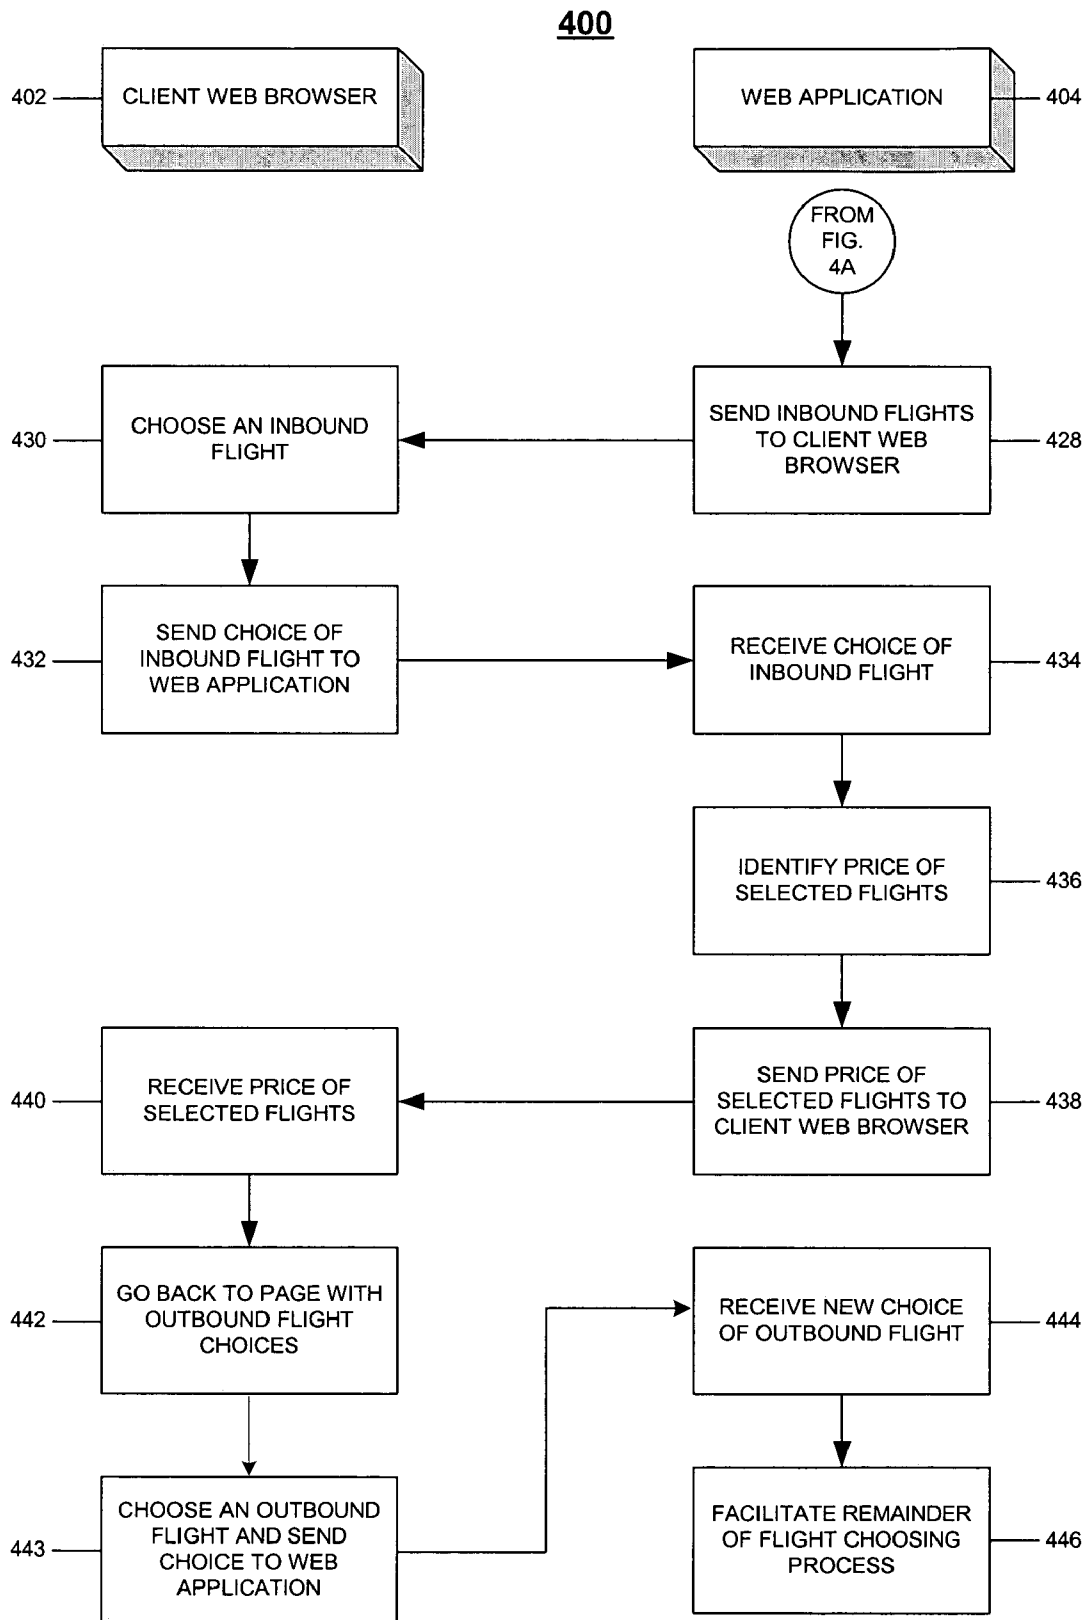 400
402
CLIENT WEB BROWSER
WEB APPLICATION
404
FROM
FIG.
4A
430
CHOOSE AN INBOUND
FLIGHT
SEND INBOUND FLIGHTS
TO CLIENT WEB
BROWSER
428
432
SEND CHOICE OF
INBOUND FLIGHT TO
WEB APPLICATION
RECEIVE CHOICE OF
INBOUND FLIGHT
434
IDENTIFY PRICE OF
SELECTED FLIGHTS
436
440
RECEIVE PRICE OF
SELECTED FLIGHTS
SEND PRICE OF
SELECTED FLIGHTS TO
CLIENT WEB BROWSER
438
442
GO BACK TO PAGE WITH
OUTBOUND FLIGHT
CHOICES
RECEIVE NEW CHOICE
OF OUTBOUND FLIGHT
444
443
CHOOSE AN OUTBOUND
FLIGHT AND SEND
CHOICE TO WEB
APPLICATION
FACILITATE REMAINDER
OF FLIGHT CHOOSING
PROCESS
446